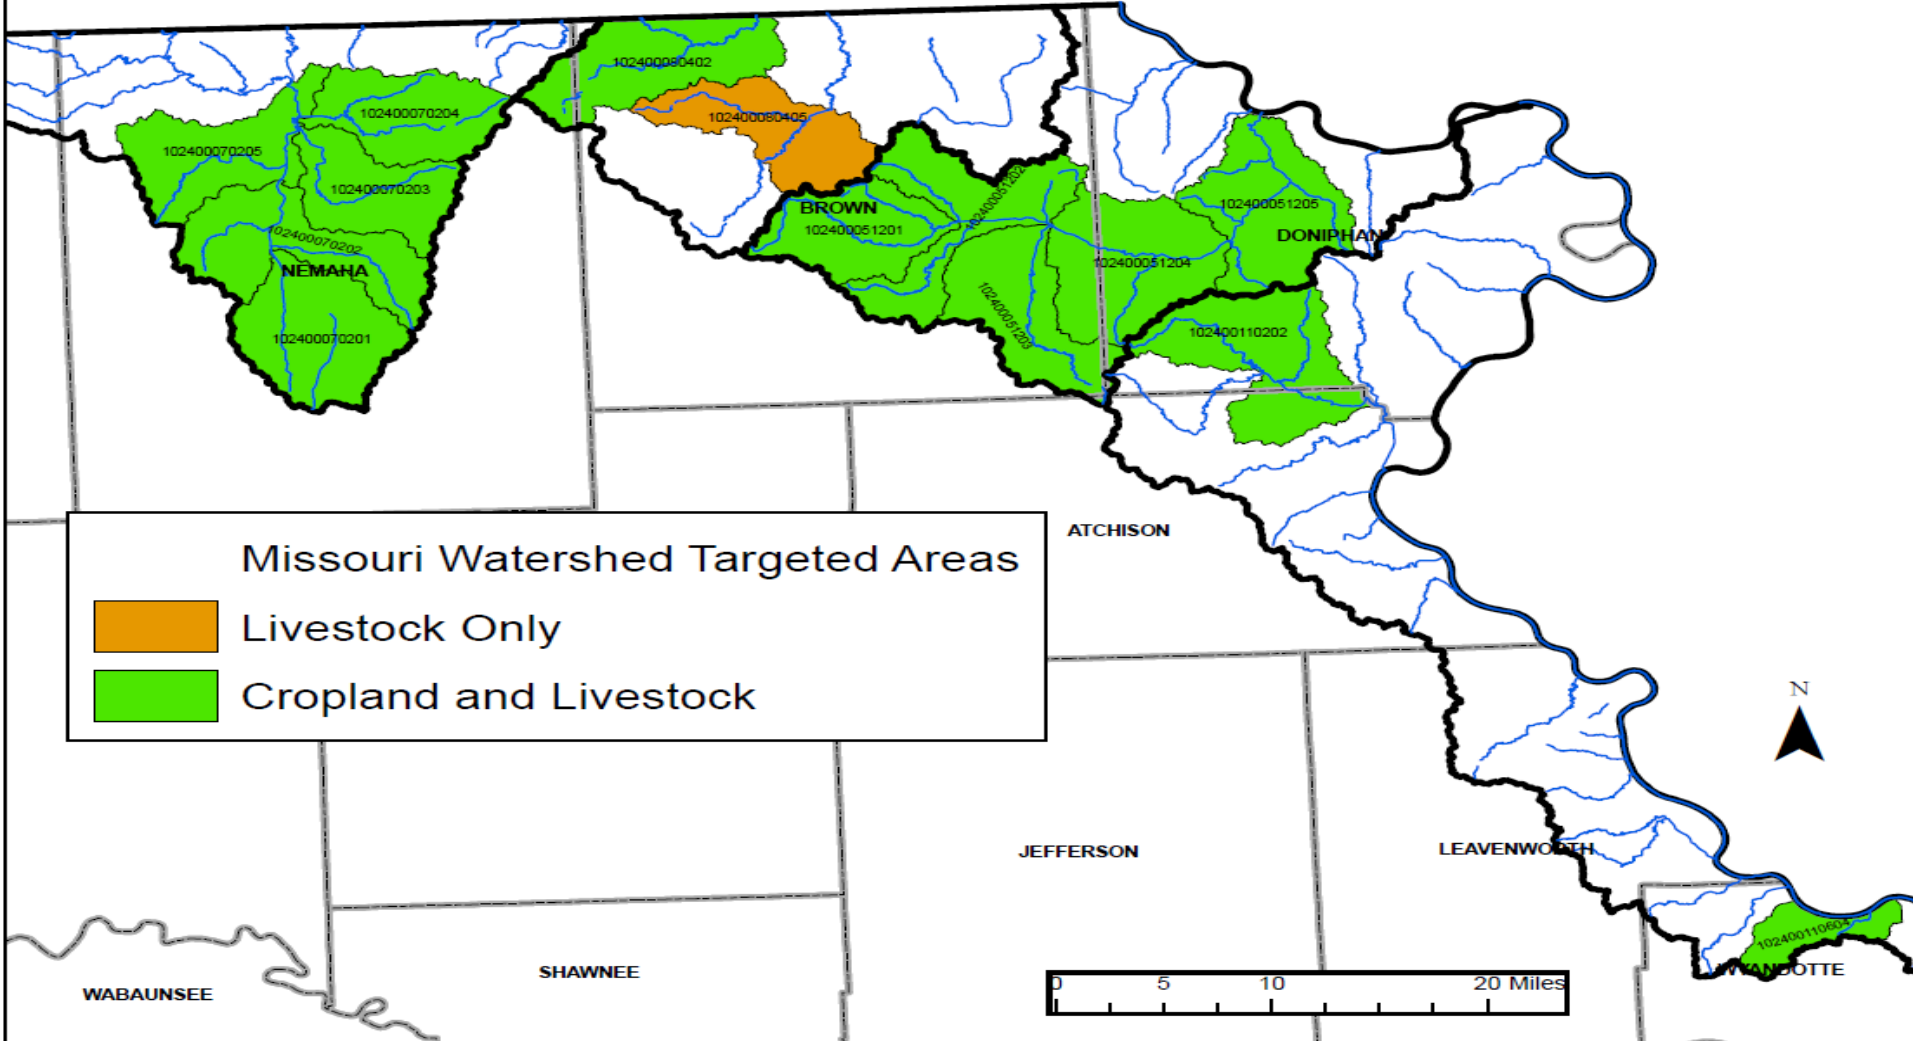 102400080402
102400070204
102400080405
102400070205
102400070203
102400051202
102400051205
BROWN
102400051201
DONIPHAN
102400070202
102400051204
NEMAHA
102400051203
102400110202
102400070201
ATCHISON
Missouri Watershed Targeted Areas
Livestock Only
Cropland and Livestock
N
JEFFERSON
LEAVENWORTH
102400110604
WYANDOTTE
SHAWNEE
WABAUNSEE
0 5 10 20 Miles